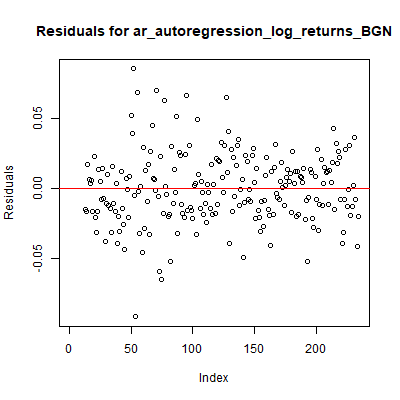 Residuals for ar_autoregression_log_returns_BGN
Residuals
0.05
0.00
-0.05
0 50 100 150 200
Index